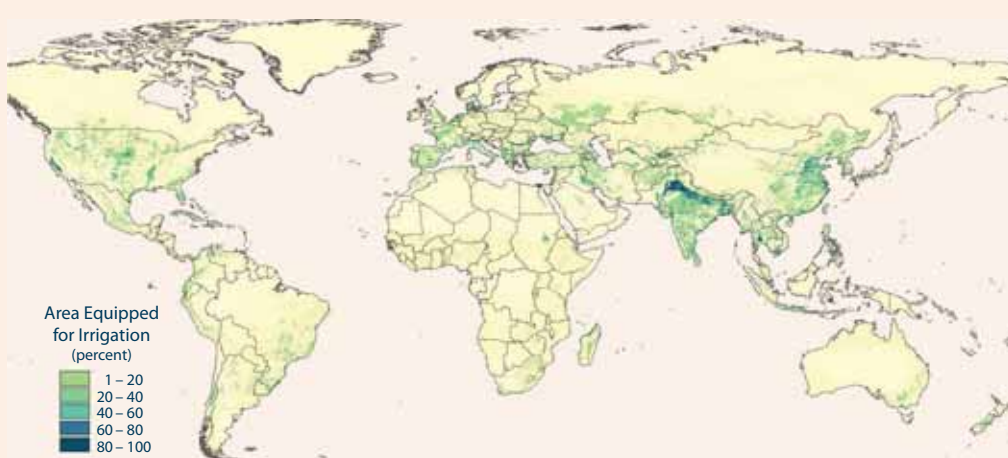 Area Equipped
for Irrigation
(percent)
1 – 20
20 – 40
40 – 60
60 – 80
80 – 100